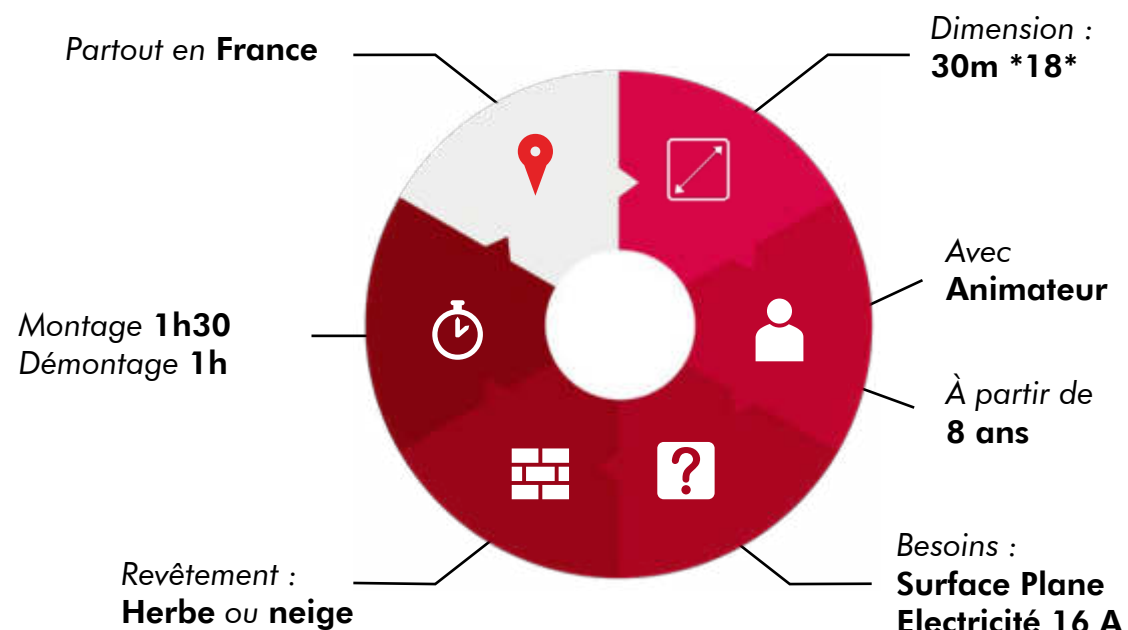 Partout en France
Dimension :
30m *18*
Avec
Animateur
À partir de
8 ans
Montage 1h30
Démontage 1h
Revêtement :
Herbe ou neige
Besoins :
Surface Plane
Electricité 16 A